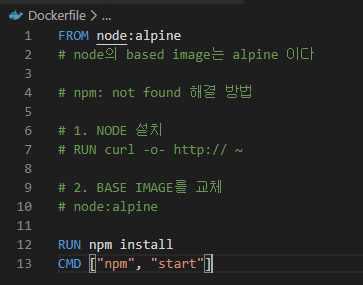 Dockerfile > ...
1 FROM node:alpine
2 # node의 based image는 alpine 이다
3
4 # npm: not found 해결 방법
5
6 # 1. NODE 설치
7 # RUN curl -o- http:// ~
8
9 # 2. BASE IMAGE를 교체
10 # node:alpine
11
12 RUN npm install
13 CMD ["npm", "start"]